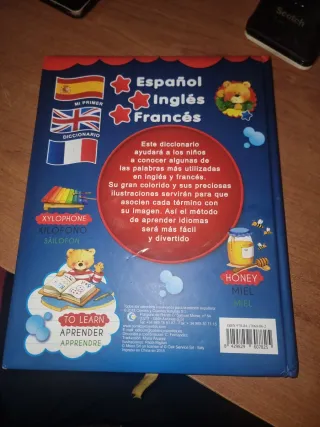 Español
MI PRIMER
Inglés
DICCIONARIO
Francés
Este diccionario
ayudará a los niños
a conocer algunas de
las palabras más utilizadas
en inglés y francés.
Su gran colorido y sus preciosas
ilustraciones servirán para que
asocien cada término con
su imagen. Así el método
de aprender idiomas
será más fácil
y divertido
XYLOPHONE
XILÓFONO
HONEY
MIEL
MIEL
TO LEARN
APRENDER
APPRENDRE